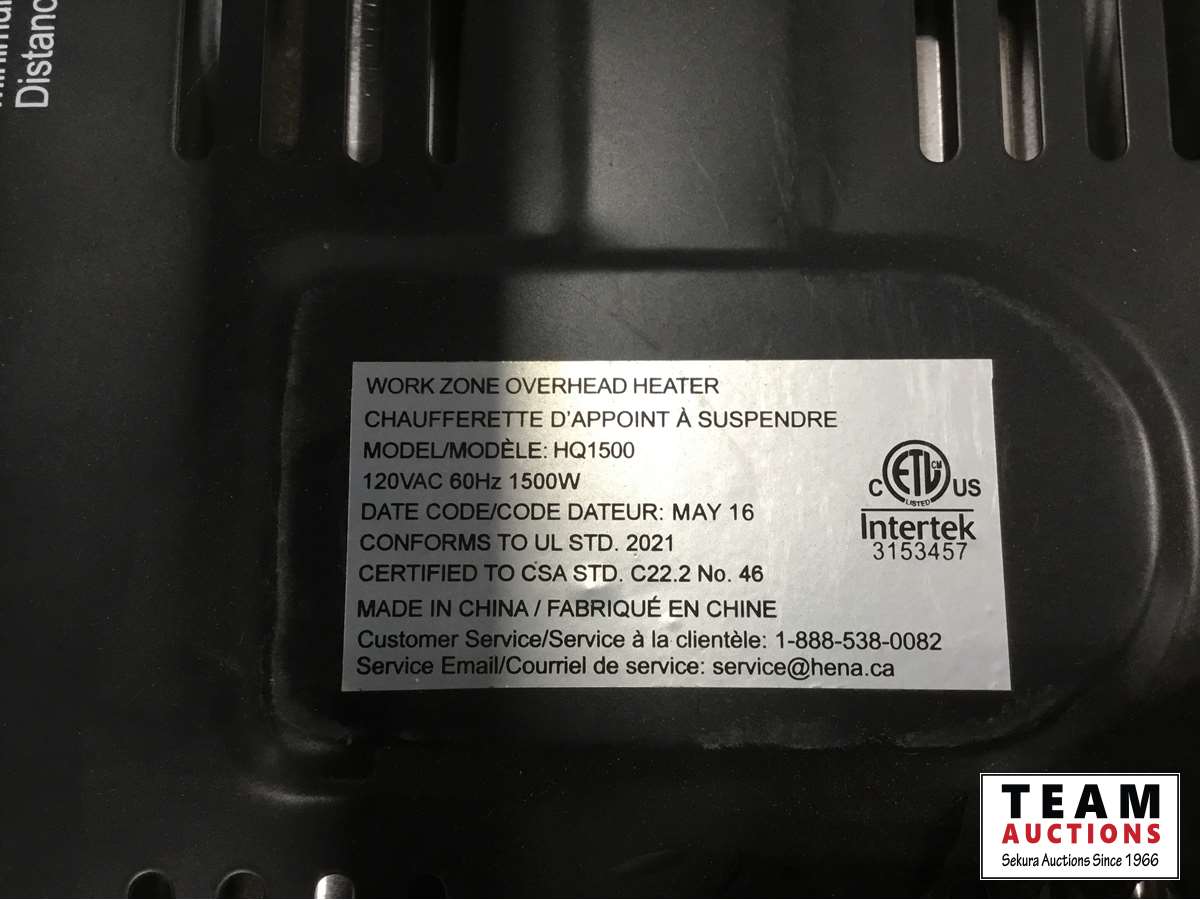 Distanc
WORK ZONE OVERHEAD HEATER
CHAUFFERETTE D'APPOINT À SUSPENDRE
MODEL/MODÈLE: HQ1500
120VAC 60Hz 1500W
DATE CODE/CODE DATEUR: MAY 16
CONFORMS TO UL STD. 2021
CERTIFIED TO CSA STD. C22.2 No. 46
MADE IN CHINA / FABRIQUÉ EN CHINE
Customer Service/Service à la clientèle: 1-888-538-0082
Service Email/Courriel de service: service@hena.ca
ETL CM
LISTED
C US
Intertek
3153457
TEAM
AUCTIONS
Sekura Auctions Since 1966